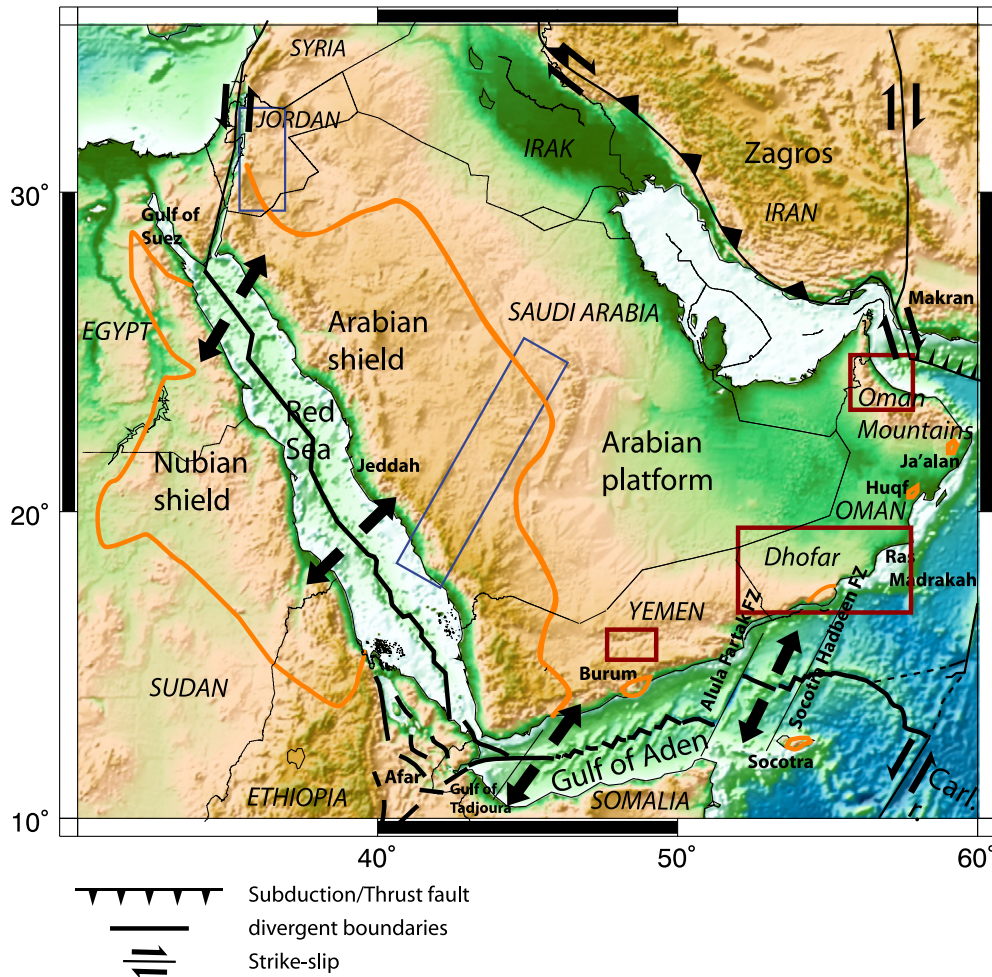 SYRIA
JORDAN
IRAK
Zagros
IRAN
30°
Gulf of
Suez
Makran
EGYPT
Arabian
shield
SAUDI ARABIA
Oman
Mountains
Red
Sea
Jeddah
Nubian
shield
Arabian
platform
Ja'alan
Huqf
OMAN
20°
Dhofar
Ras
Madrakah
YEMEN
Alula Fartak FZ
Socotra Hadbeen FZ
Burum
SUDAN
Gulf of Aden
Socotra
Afar
Gulf of
Tadjoura
ETHIOPIA
SOMALIA
Carl.
r.
10°
40°
50°
60°
Subduction/Thrust fault
divergent boundaries
Strike-slip